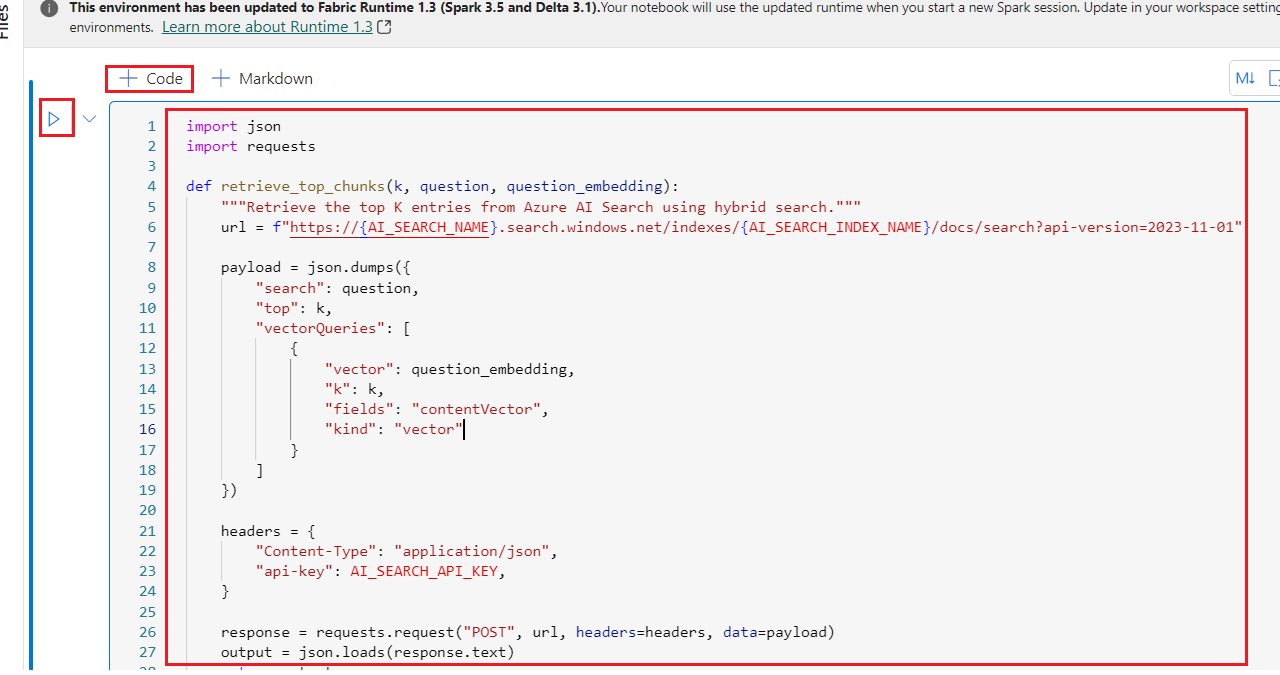 Files
This environment has been updated to Fabric Runtime 1.3 (Spark 3.5 and Delta 3.1).Your notebook will use the updated runtime when you start a new Spark session. Update in your workspace setting
environments. Learn more about Runtime 1.3
+ Code + Markdown
M↓
1 import json
2 import requests
3
4 def retrieve_top_chunks(k, question, question_embedding):
5     """Retrieve the top K entries from Azure AI Search using hybrid search."""
6     url = f"https://{AI_SEARCH_NAME}.search.windows.net/indexes/{AI_SEARCH_INDEX_NAME}/docs/search?api-version=2023-11-01"
7
8     payload = json.dumps({
9         "search": question,
10         "top": k,
11         "vectorQueries": [
12             {
13                 "vector": question_embedding,
14                 "k": k,
15                 "fields": "contentVector",
16                 "kind": "vector"
17             }
18         ]
19     })
20
21     headers = {
22         "Content-Type": "application/json",
23         "api-key": AI_SEARCH_API_KEY,
24     }
25
26     response = requests.request("POST", url, headers=headers, data=payload)
27     output = json.loads(response.text)
28